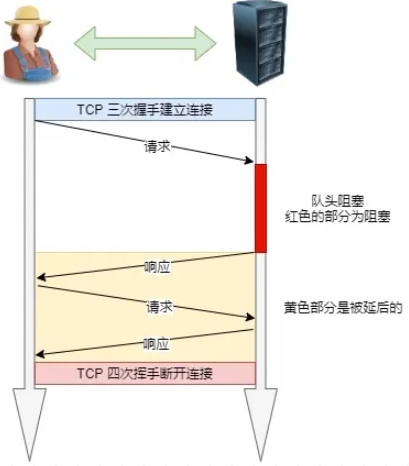 TCP 三次握手建立连接
请求
队头阻塞
红色的部分为阻塞
响应
请求
黄色部分是被延后的
响应
TCP 四次挥手断开连接